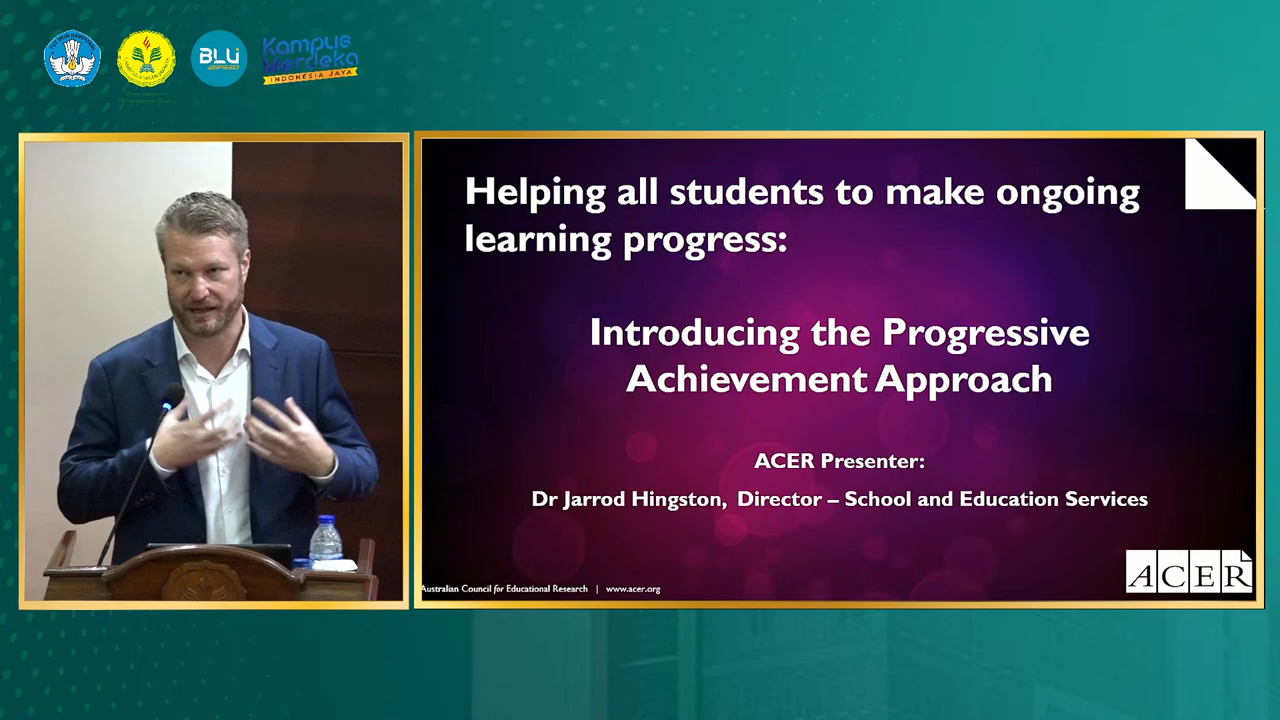 BLU
SPEED
Kampus
Merdeka
INDONESIA JAYA
Helping all students to make ongoing
learning progress:
Introducing the Progressive
Achievement Approach
ACER Presenter:
Dr Jarrod Hingston, Director – School and Education Services
Australian Council for Educational Research | www.acer.org
ACER